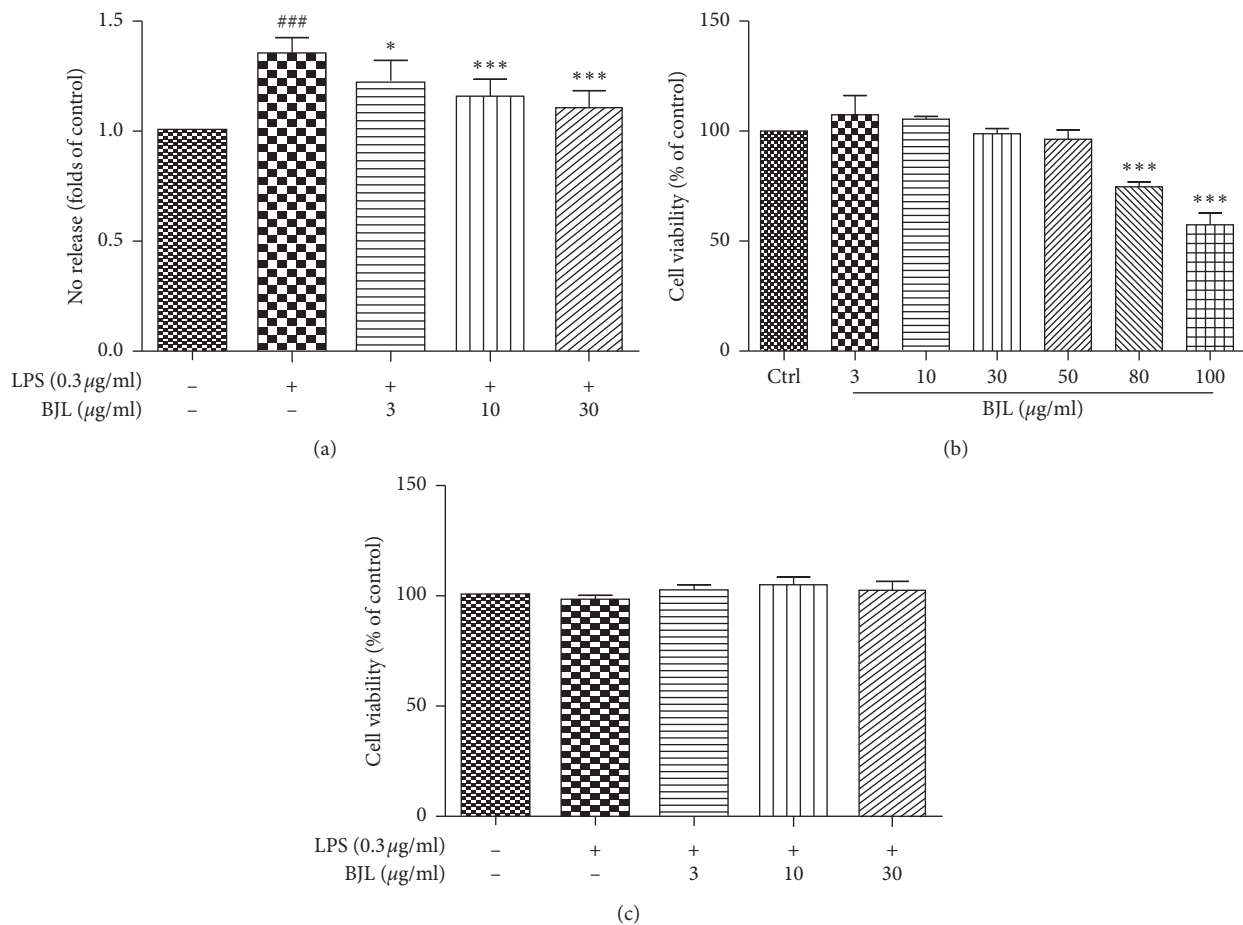 1.5
1.0
0.5
0.0
No release (folds of control)
###
*
***
***
LPS (0.3 μg/ml) – + + + +
BJL (μg/ml) – – 3 10 30
(a)
150
100
50
0
Cell viability (% of control)
***
***
Ctrl 3 10 30 50 80 100
BJL (μg/ml)
(b)
150
100
50
0
Cell viability (% of control)
LPS (0.3 μg/ml) – + + + +
BJL (μg/ml) – – 3 10 30
(c)